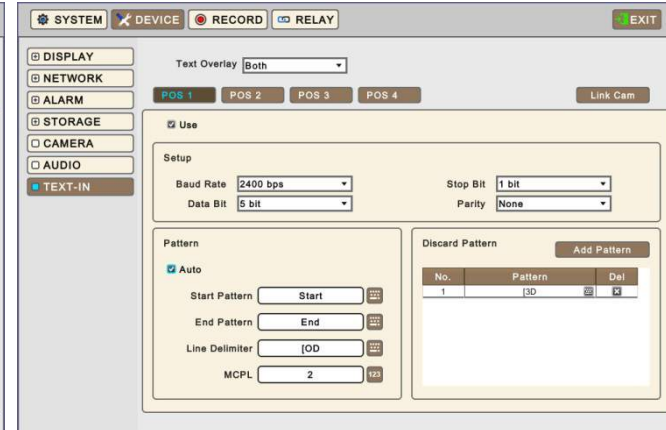 SYSTEM DEVICE RECORD RELAY EXIT
DISPLAY
NETWORK
ALARM
STORAGE
CAMERA
AUDIO
TEXT-IN
Text Overlay Both
POS 1 POS 2 POS 3 POS 4 Link Cam
Use
Setup
Baud Rate 2400 bps Stop Bit 1 bit
Data Bit 5 bit Parity None
Pattern
Auto
Start Pattern Start
End Pattern End
Line Delimiter [OD
MCPL 2 123
Discard Pattern Add Pattern
No. Pattern Del
1 [3D